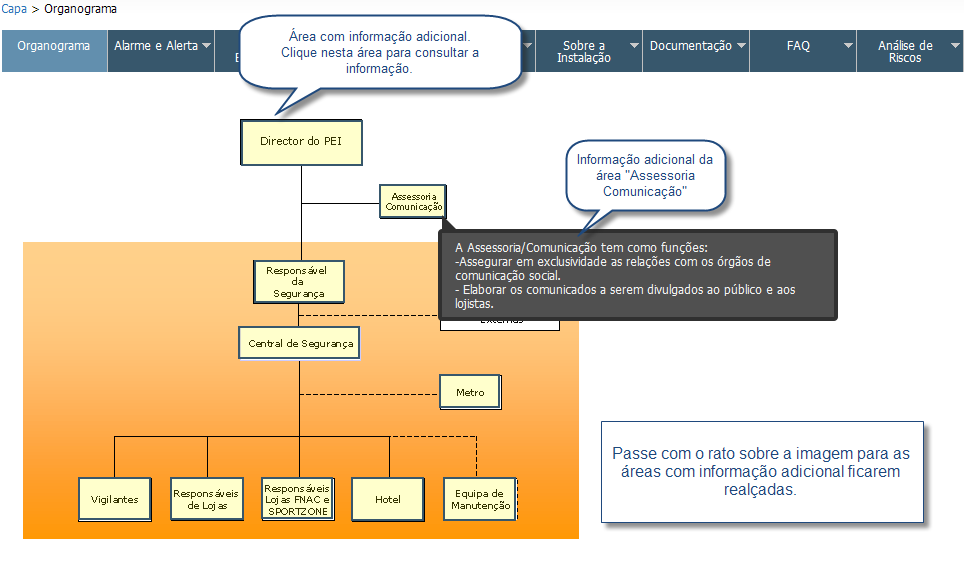 Capa > Organograma
Organograma
Alarme e Alerta
Sobre a
Instalação
Documentação
FAQ
Análise de
Riscos
Área com informação adicional.
Clique nesta área para consultar a
informação.
Director do PEI
Assessoria
Comunicação
Informação adicional da
área "Assessoria
Comunicação"
A Assessoria/Comunicação tem como funções:
-Assegurar em exclusividade as relações com os órgãos de
comunicação social.
- Elaborar os comunicados a serem divulgados ao público e aos
lojistas.
Responsável
da
Segurança
Central de Segurança
Metro
Vigilantes
Responsáveis
de Lojas
Responsáveis
Lojas FNAC e
SPORTZONE
Hotel
Equipa de
Manutenção
Passe com o rato sobre a imagem para as
áreas com informação adicional ficarem
realçadas.